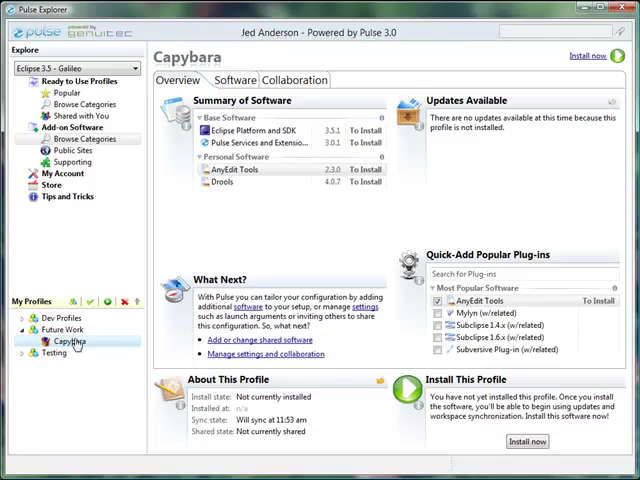 Pulse Explorer
pulse powered by genuitec
Jed Anderson - Powered by Pulse 3.0
Explore
Eclipse 3.5 - Galileo
Ready to Use Profiles
Popular
Browse Categories
Shared with You
Add-on Software
Browse Categories
Public Sites
Supporting
My Account
Store
Tips and Tricks
My Profiles
Dev Profiles
Future Work
Capybara
Testing
Capybara
Install now
Overview
Software
Collaboration
Summary of Software
Base Software
Eclipse Platform and SDK 3.5.1 To Install
Pulse Services and Extensio... 3.0.1 To Install
Personal Software
AnyEdit Tools 2.3.0 To Install
Drools 4.0.7 To Install
Updates Available
There are no updates available at this time because this
profile is not installed.
What Next?
With Pulse you can tailor your configuration by adding
additional software to your setup, or manage settings
such as launch arguments or inviting others to share
this configuration. So, what next?
Add or change shared software
Manage settings and collaboration
Quick-Add Popular Plug-ins
Search for Plug-ins
Most Popular Software
AnyEdit Tools To Install
Mylyn (w/related)
Subclipse 1.4.x (w/related)
Subclipse 1.6.x (w/related)
Subversive Plug-in (w/related)
About This Profile
Install state: Not currently installed
Installed at: n/a
Sync state: Will sync at 11:53 am
Shared state: Not currently shared
Install This Profile
You have not yet installed this profile. Once you install
the software, you'll be able to begin using updates and
workspace synchronization. Install this software now!
Install now